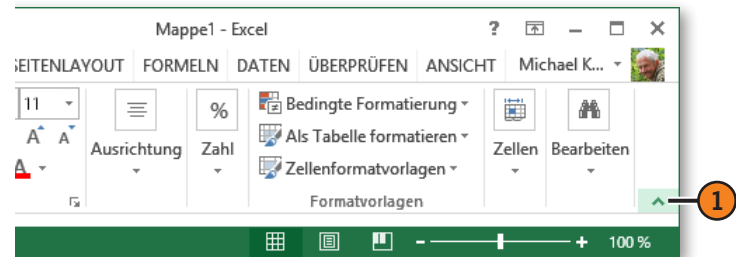 Mappe1 - Excel ?
SEITENLAYOUT FORMELN DATEN ÜBERPRÜFEN ANSICHT Michael K...
11 % Bedingte Formatierung
A A Als Tabelle formatieren
Ausrichtung Zahl Zellen Bearbeiten
A Zellenformatvorlagen
Formatvorlagen
1
- + 100 %